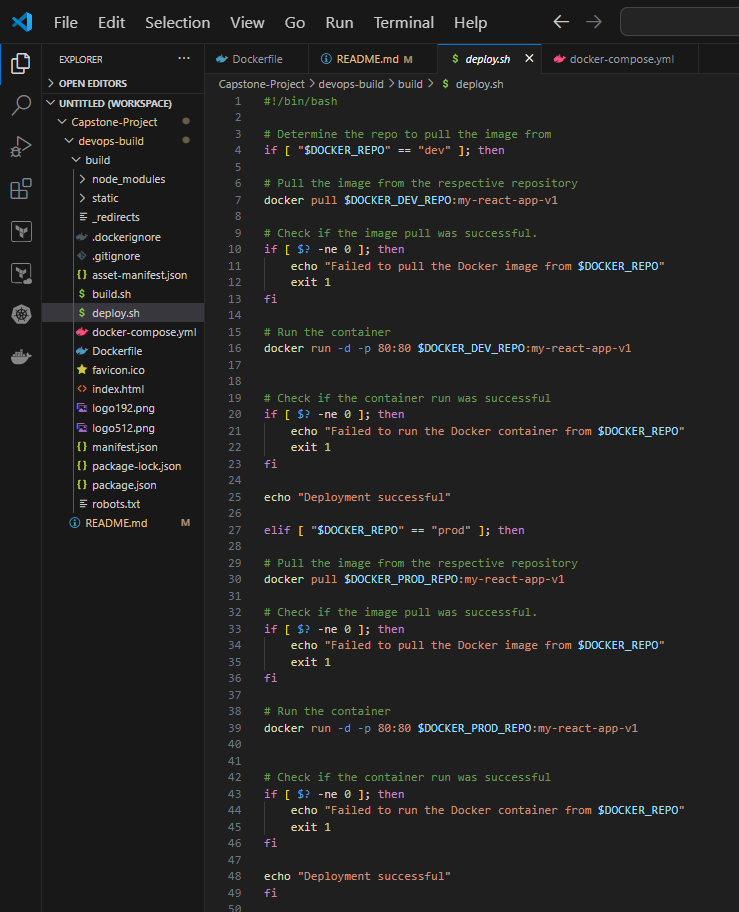 File Edit Selection View Go Run Terminal Help
EXPLORER ...
OPEN EDITORS
UNTITLED (WORKSPACE)
Capstone-Project
devops-build
build
node_modules
static
_redirects
.dockerignore
.gitignore
asset-manifest.json
build.sh
deploy.sh
docker-compose.yml
Dockerfile
favicon.ico
index.html
logo192.png
logo512.png
manifest.json
package-lock.json
package.json
robots.txt
README.md M
Dockerfile README.md M deploy.sh docker-compose.yml
Capstone-Project > devops-build > build > $ deploy.sh
1 #!/bin/bash
2
3 # Determine the repo to pull the image from
4 if [ "$DOCKER_REPO" == "dev" ]; then
5
6 # Pull the image from the respective repository
7 docker pull $DOCKER_DEV_REPO:my-react-app-v1
8
9 # Check if the image pull was successful.
10 if [ $? -ne 0 ]; then
11 echo "Failed to pull the Docker image from $DOCKER_REPO"
12 exit 1
13 fi
14
15 # Run the container
16 docker run -d -p 80:80 $DOCKER_DEV_REPO:my-react-app-v1
17
18
19 # Check if the container run was successful
20 if [ $? -ne 0 ]; then
21 echo "Failed to run the Docker container from $DOCKER_REPO"
22 exit 1
23 fi
24
25 echo "Deployment successful"
26
27 elif [ "$DOCKER_REPO" == "prod" ]; then
28
29 # Pull the image from the respective repository
30 docker pull $DOCKER_PROD_REPO:my-react-app-v1
31
32 # Check if the image pull was successful.
33 if [ $? -ne 0 ]; then
34 echo "Failed to pull the Docker image from $DOCKER_REPO"
35 exit 1
36 fi
37
38 # Run the container
39 docker run -d -p 80:80 $DOCKER_PROD_REPO:my-react-app-v1
40
41
42 # Check if the container run was successful
43 if [ $? -ne 0 ]; then
44 echo "Failed to run the Docker container from $DOCKER_REPO"
45 exit 1
46 fi
47
48 echo "Deployment successful"
49 fi
50